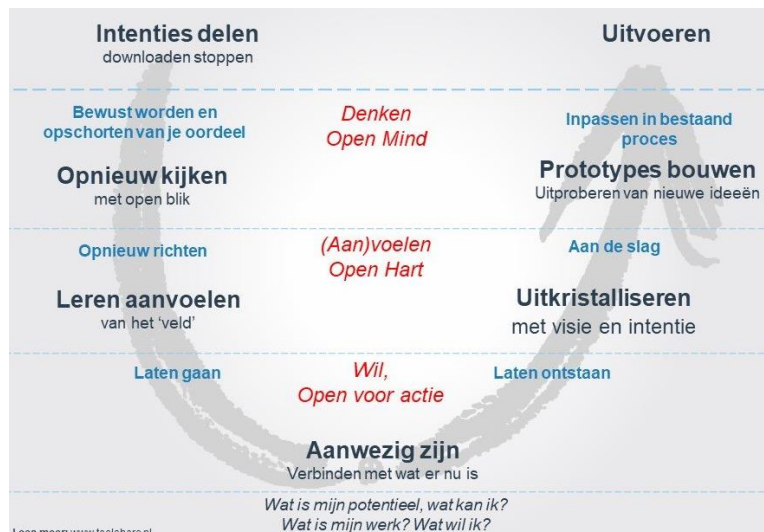 Intenties delen
downloaden stoppen
Uitvoeren
Bewust worden en
opschorten van je oordeel
Denken
Open Mind
Inpassen in bestaand
proces
Opnieuw kijken
met open blik
Prototypes bouwen
Uitproberen van nieuwe ideeën
Opnieuw richten
(Aan)voelen
Open Hart
Aan de slag
Leren aanvoelen
van het ‘veld’
Uitkristalliseren
met visie en intentie
Laten gaan
Wil,
Open voor actie
Laten ontstaan
Aanwezig zijn
Verbinden met wat er nu is
Wat is mijn potentieel, wat kan ik?
Wat is mijn werk? Wat wil ik?